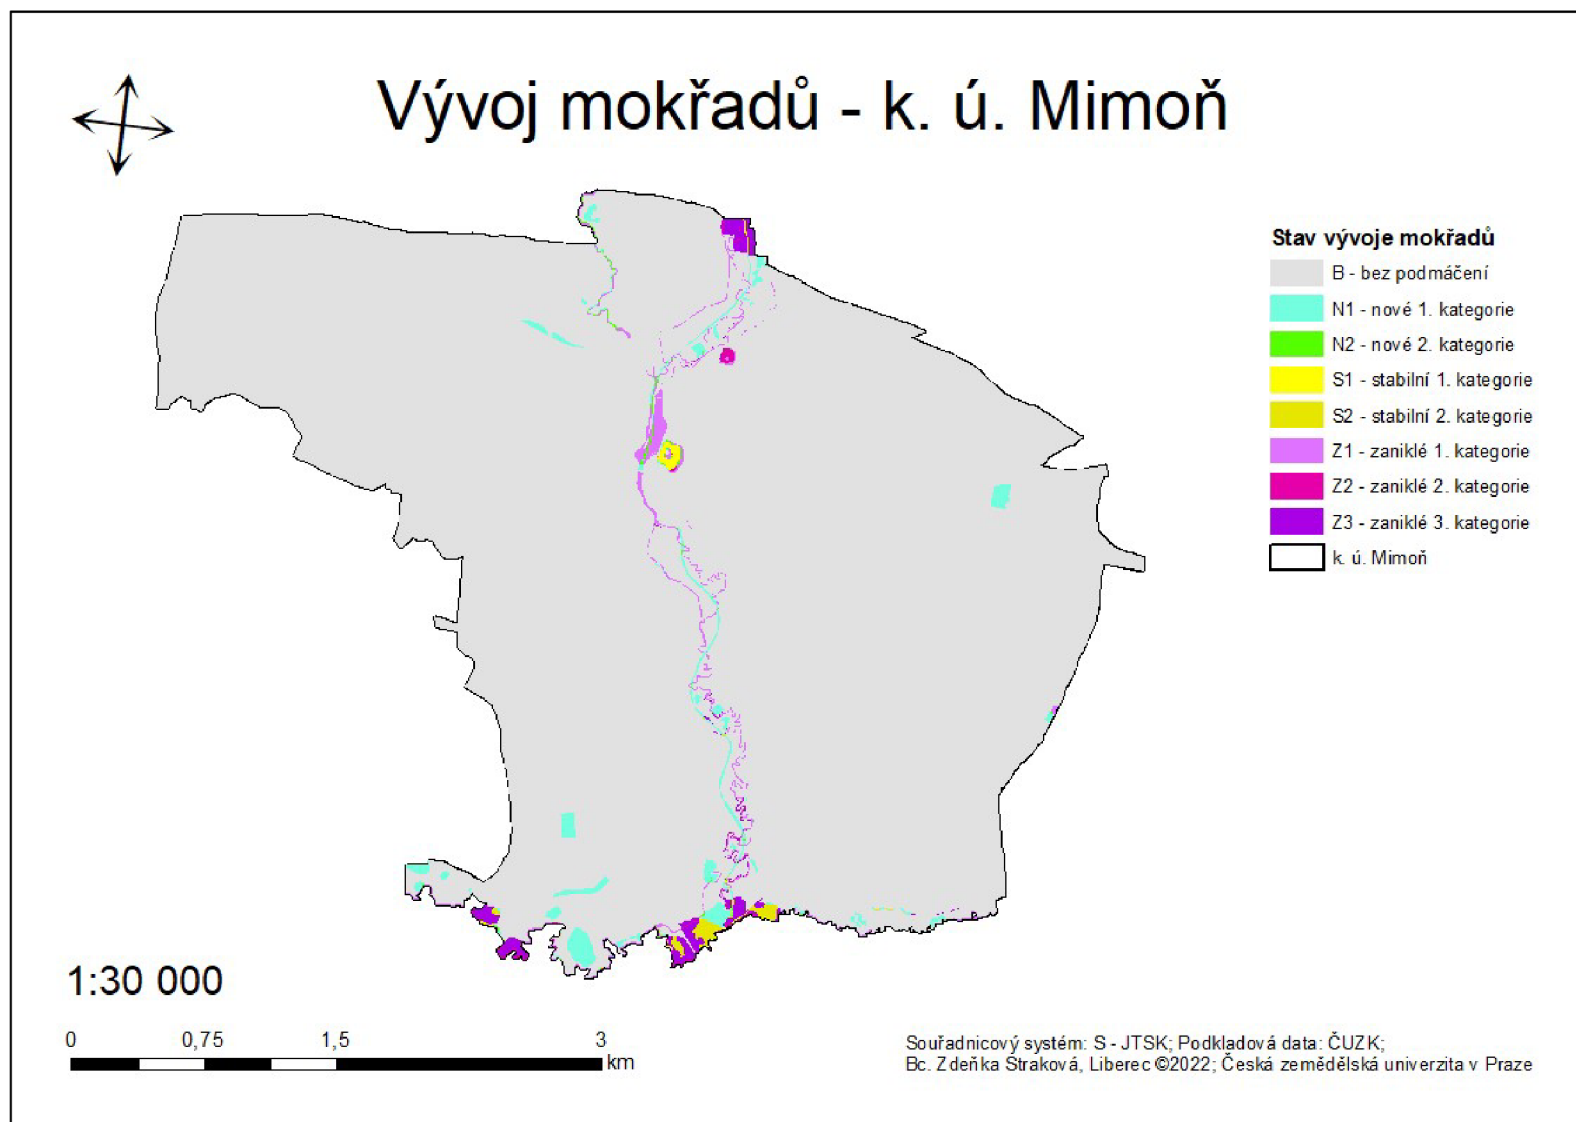 Vývoj mokřadů - k. ú. Mimoň
Stav vývoje mokřadů
B - bez podmáčení
N1 - nové 1. kategorie
N2 - nové 2. kategorie
S1 - stabilní 1. kategorie
S2 - stabilní 2. kategorie
Z1 - zaniklé 1. kategorie
Z2 - zaniklé 2. kategorie
Z3 - zaniklé 3. kategorie
k. ú. Mimoň
1:30 000
0 0,75 1,5 3
km
Souřadnicový systém: S - JTSK; Podkladová data: ČUZK;
Bc. Zdeňka Straková, Liberec ©2022; Česká zemědělská univerzita v Praze